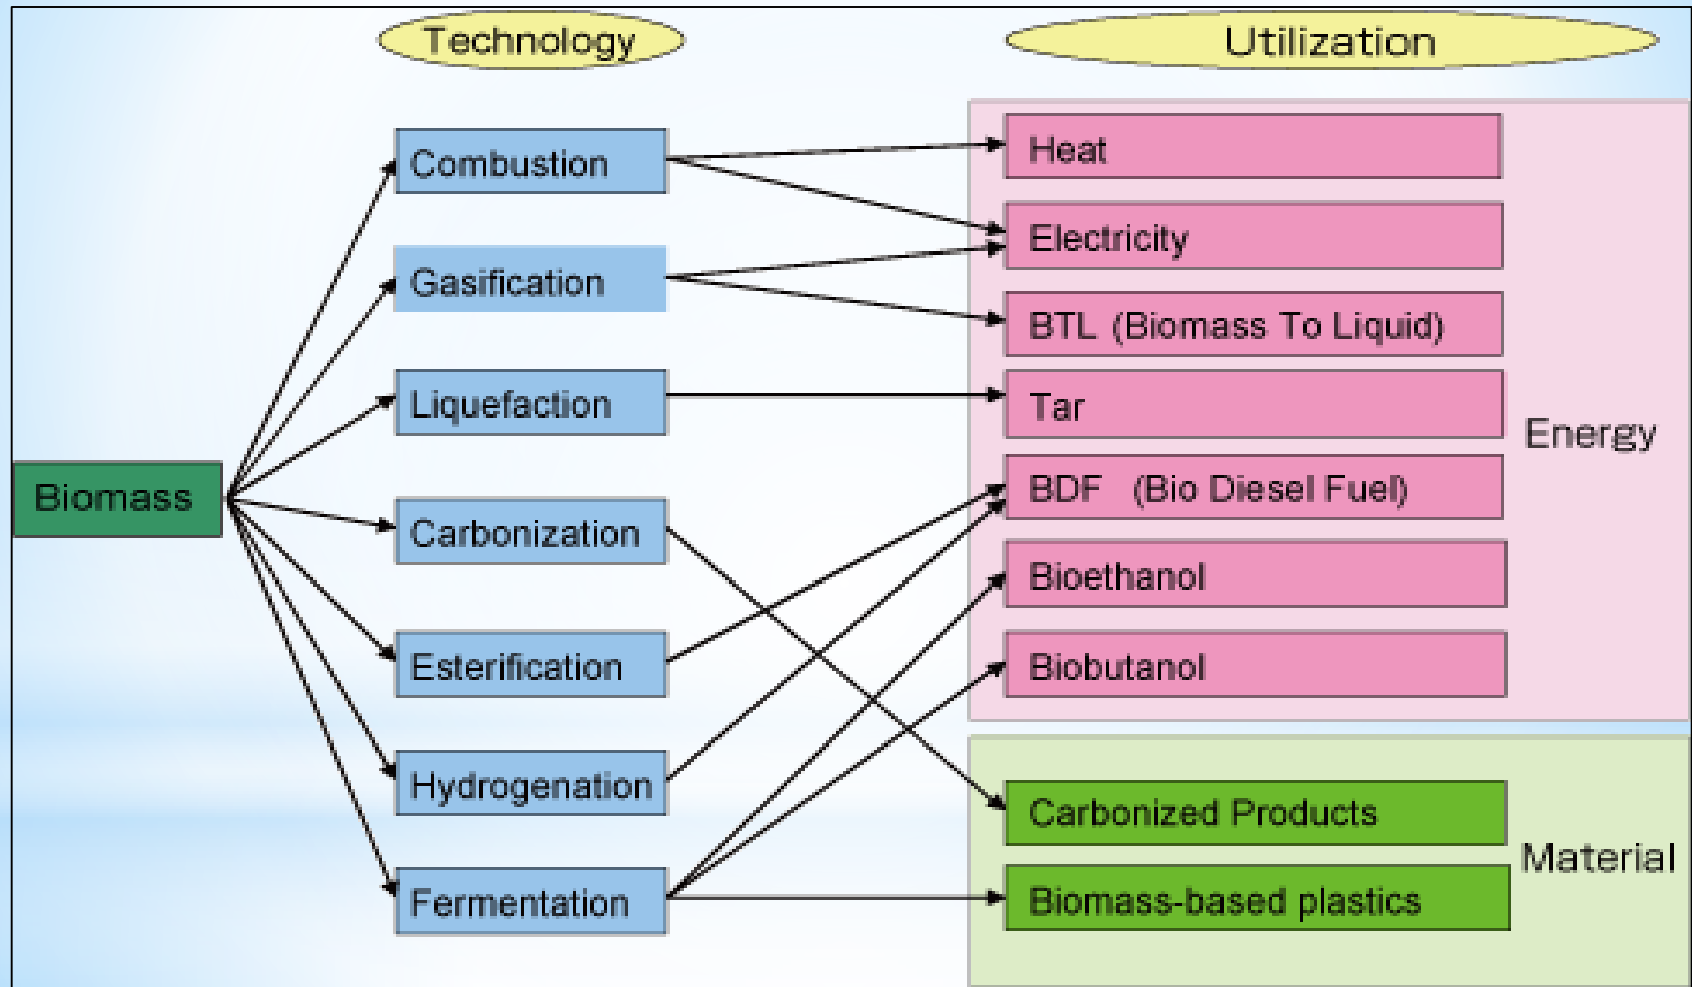 Technology
Utilization
Combustion
Heat
Electricity
Gasification
BTL (Biomass To Liquid)
Liquefaction
Tar
Energy
Biomass
BDF (Bio Diesel Fuel)
Carbonization
Bioethanol
Esterification
Biobutanol
Hydrogenation
Carbonized Products
Material
Fermentation
Biomass-based plastics